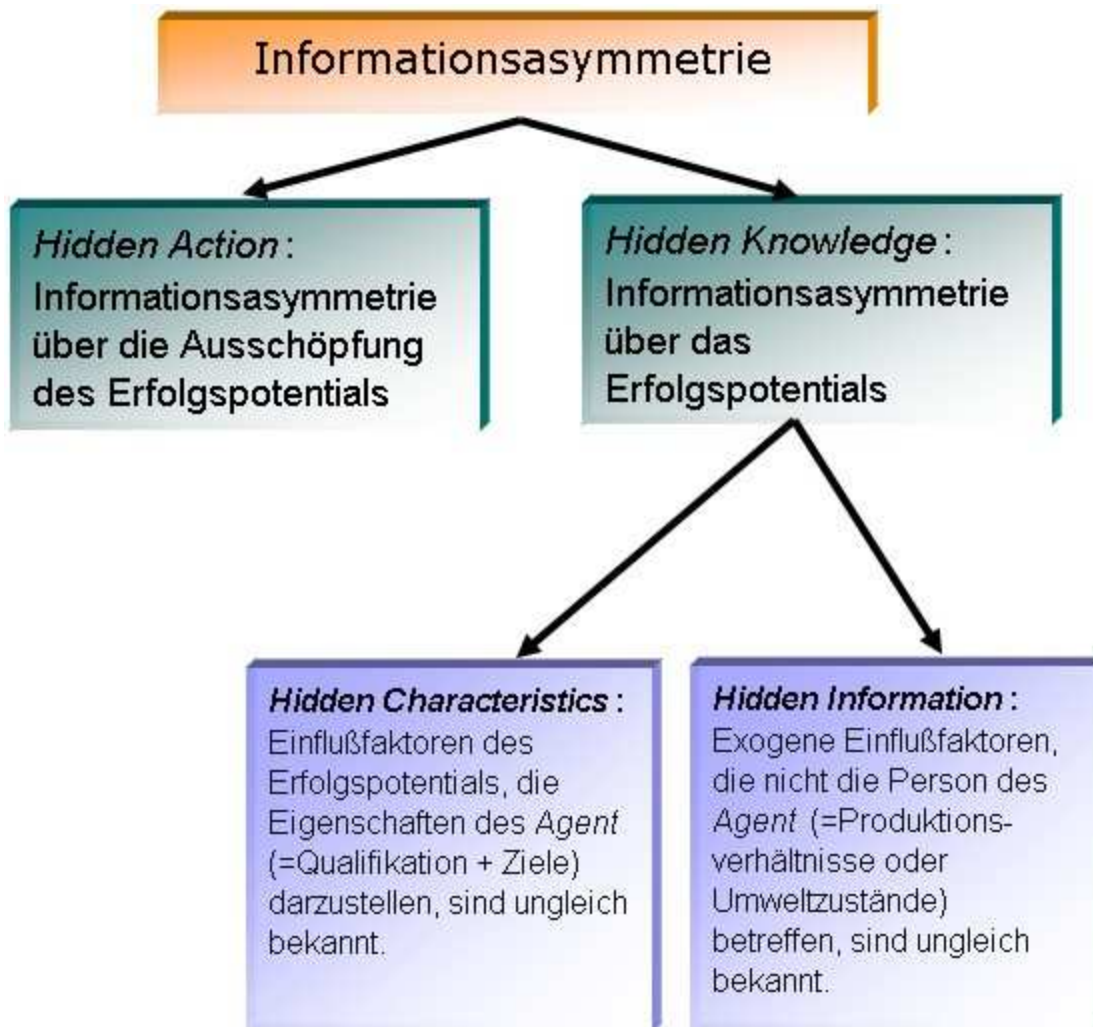 Informationsasymmetrie
Hidden Action :
Informationsasymmetrie
über die Ausschöpfung
des Erfolgspotentials
Hidden Knowledge :
Informationsasymmetrie
über das
Erfolgspotentials
Hidden Characteristics :
Einflußfaktoren des
Erfolgspotentials, die
Eigenschaften des Agent
(=Qualifikation + Ziele)
darzustellen, sind ungleich
bekannt.
Hidden Information :
Exogene Einflußfaktoren,
die nicht die Person des
Agent (=Produktions-
verhältnisse oder
Umweltzustände)
betreffen, sind ungleich
bekannt.